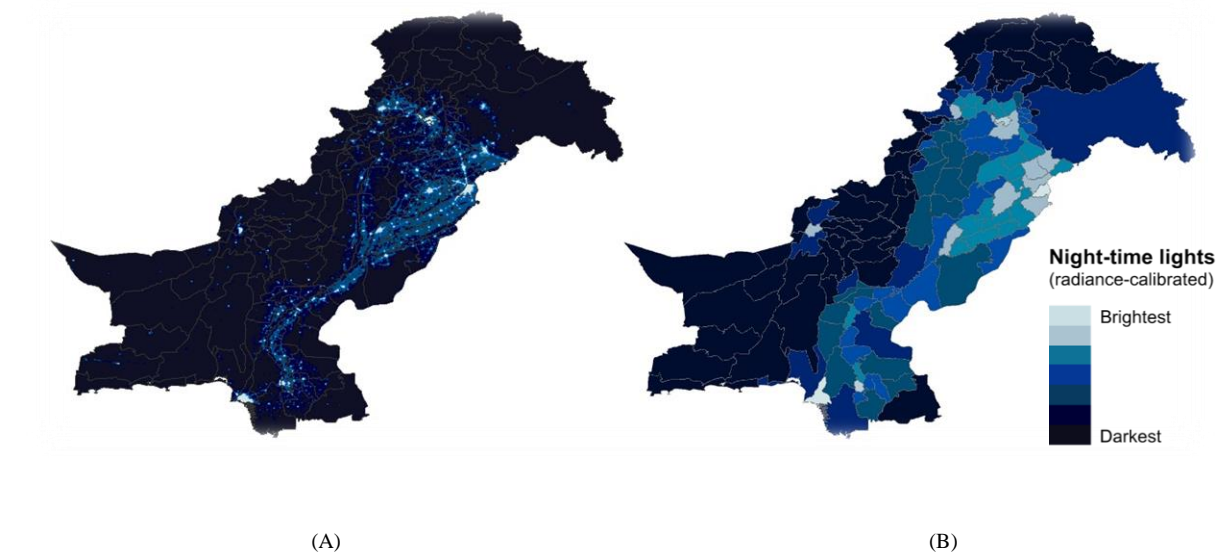 Night-time lights
(radiance-calibrated)
Brightest
Darkest
(A)
(B)